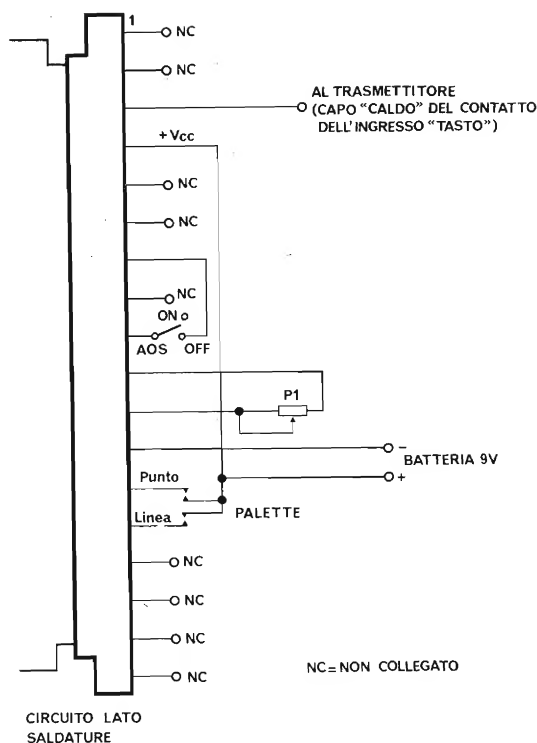 1
NC
NC
AL TRASMETTITORE
(CAPO "CALDO" DEL CONTATTO
DELL'INGRESSO "TASTO")
+Vcc
NC
NC
NC
ON
AOS OFF
P1
−
BATTERIA 9V
+
Punto
PALETTE
Linea
NC
NC
NC
NC
NC=NON COLLEGATO
CIRCUITO LATO
SALDATURE